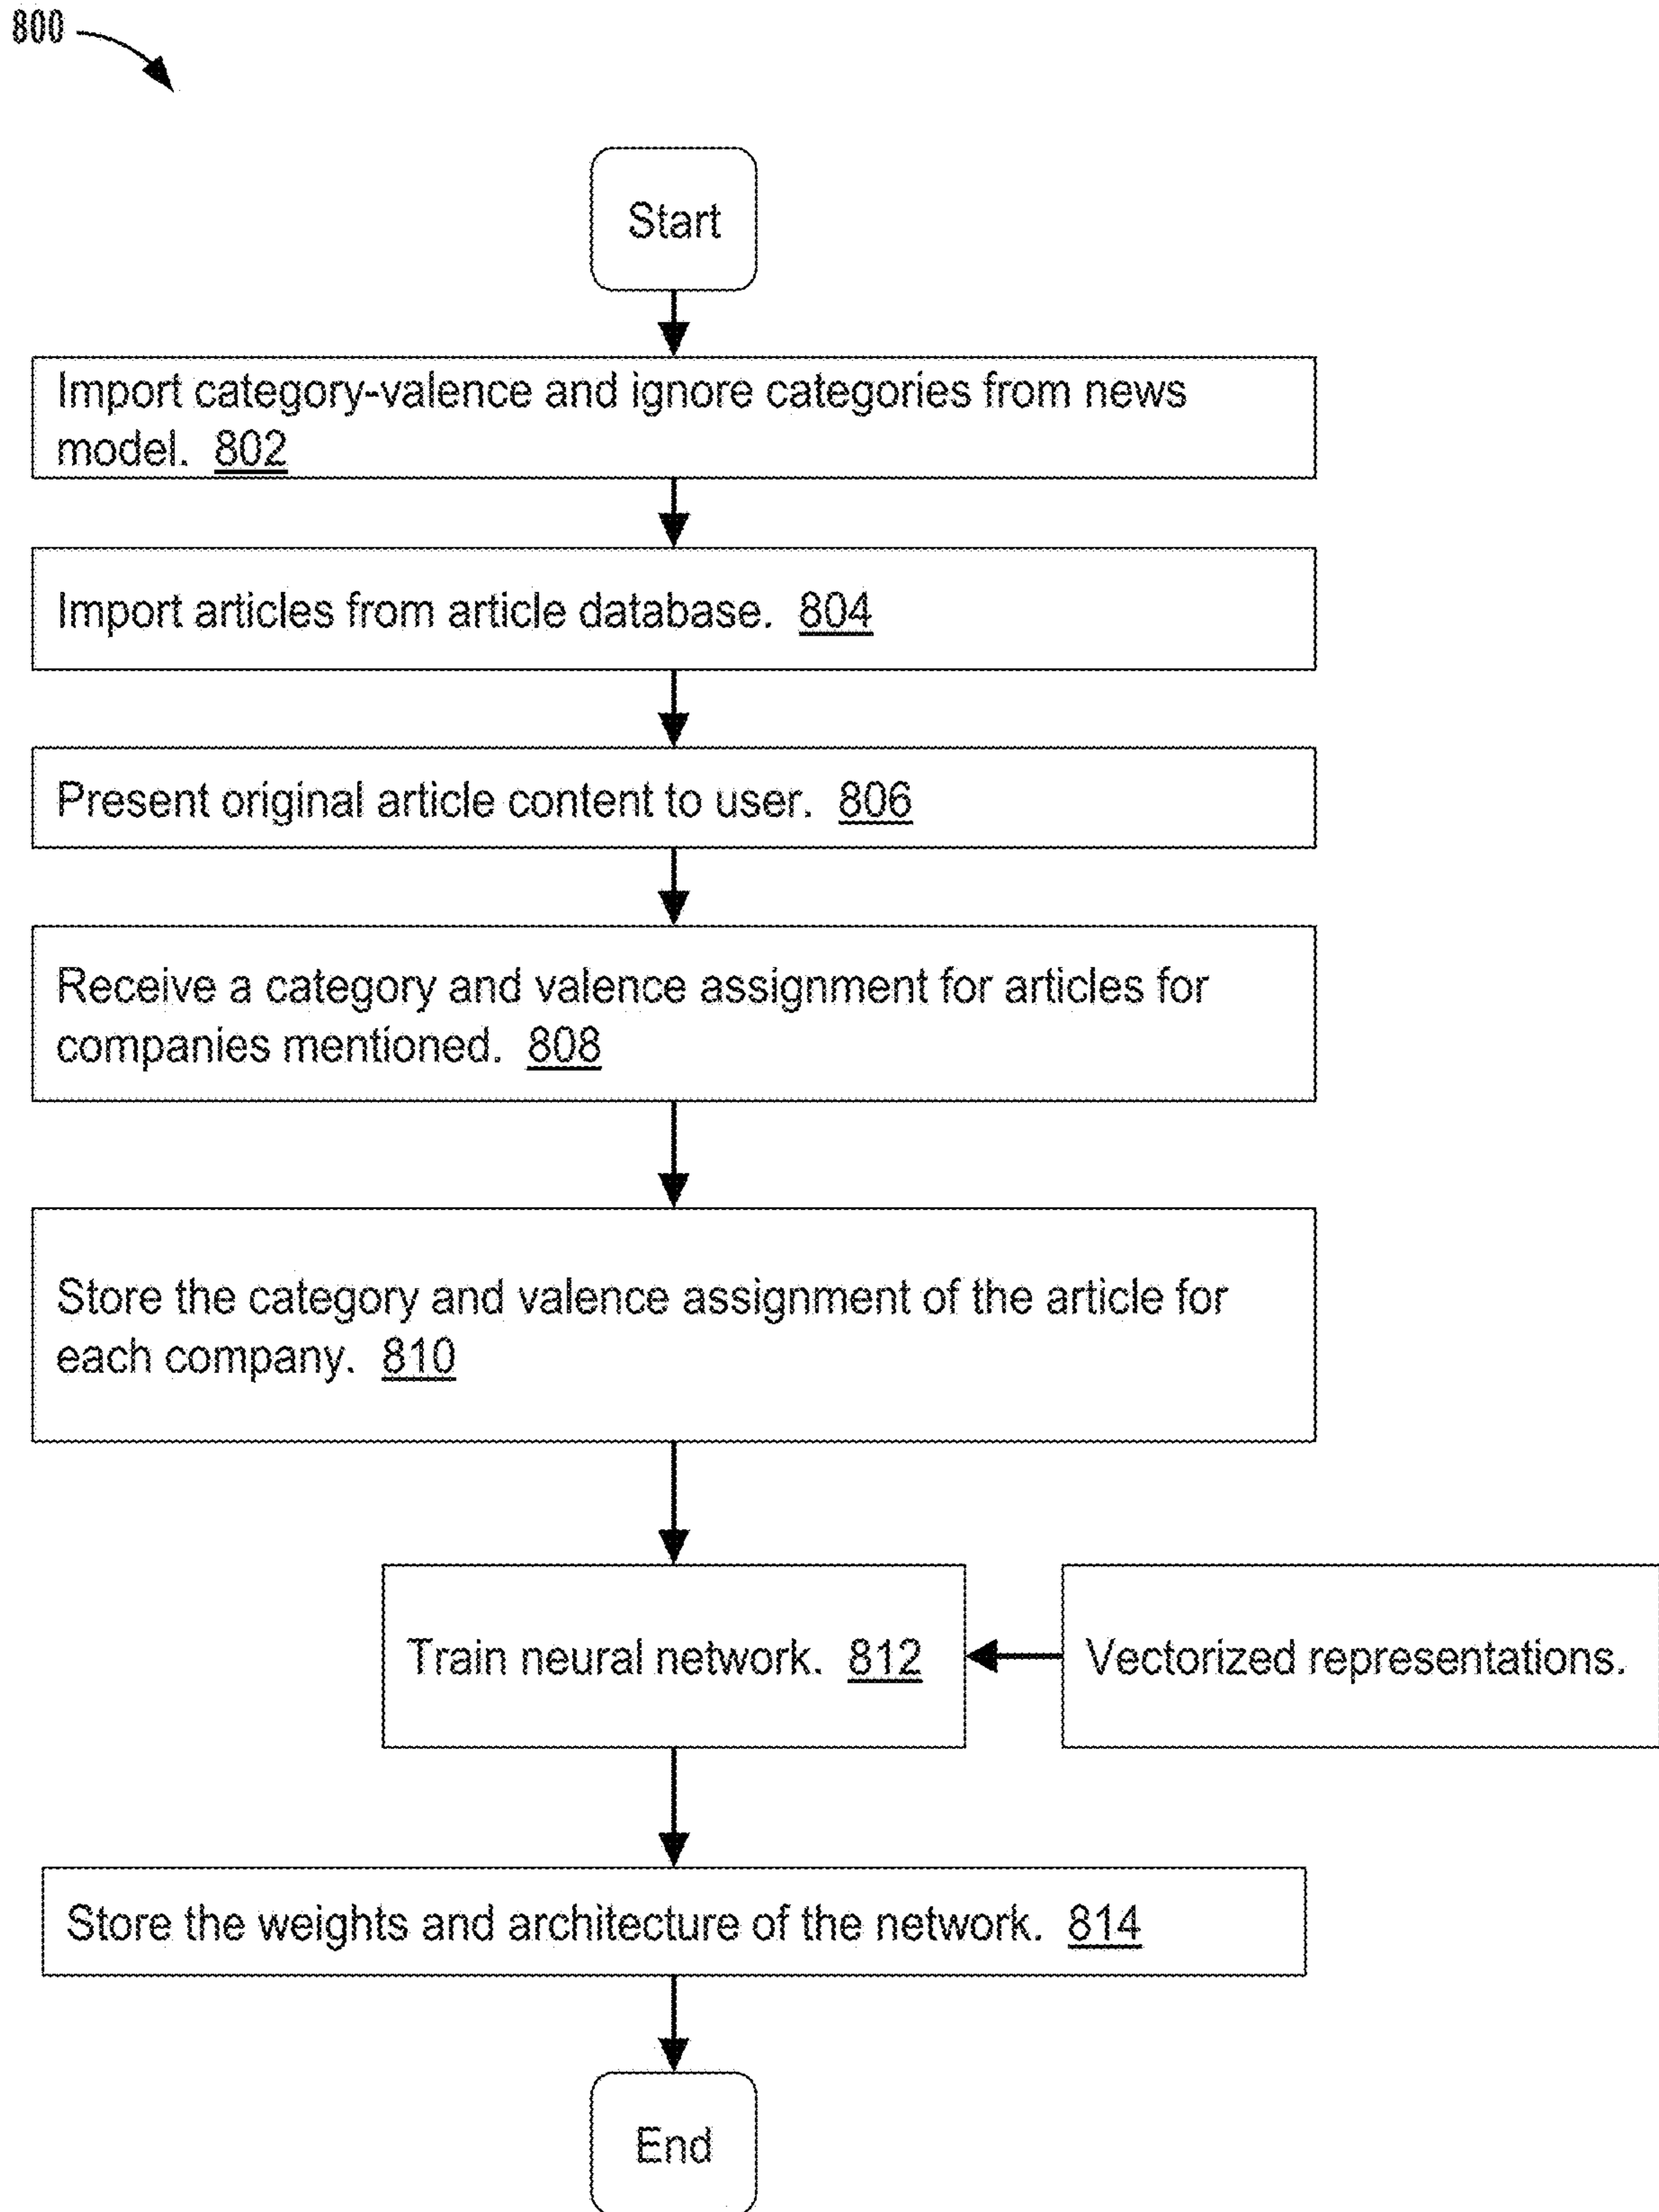 800
Start
Import category-valence and ignore categories from news
model. 802
Import articles from article database. 804
Present original article content to user. 806
Receive a category and valence assignment for articles for
companies mentioned. 808
Store the category and valence assignment of the article for
each company. 810
Train neural network. 812
Vectorized representations.
Store the weights and architecture of the network. 814
End